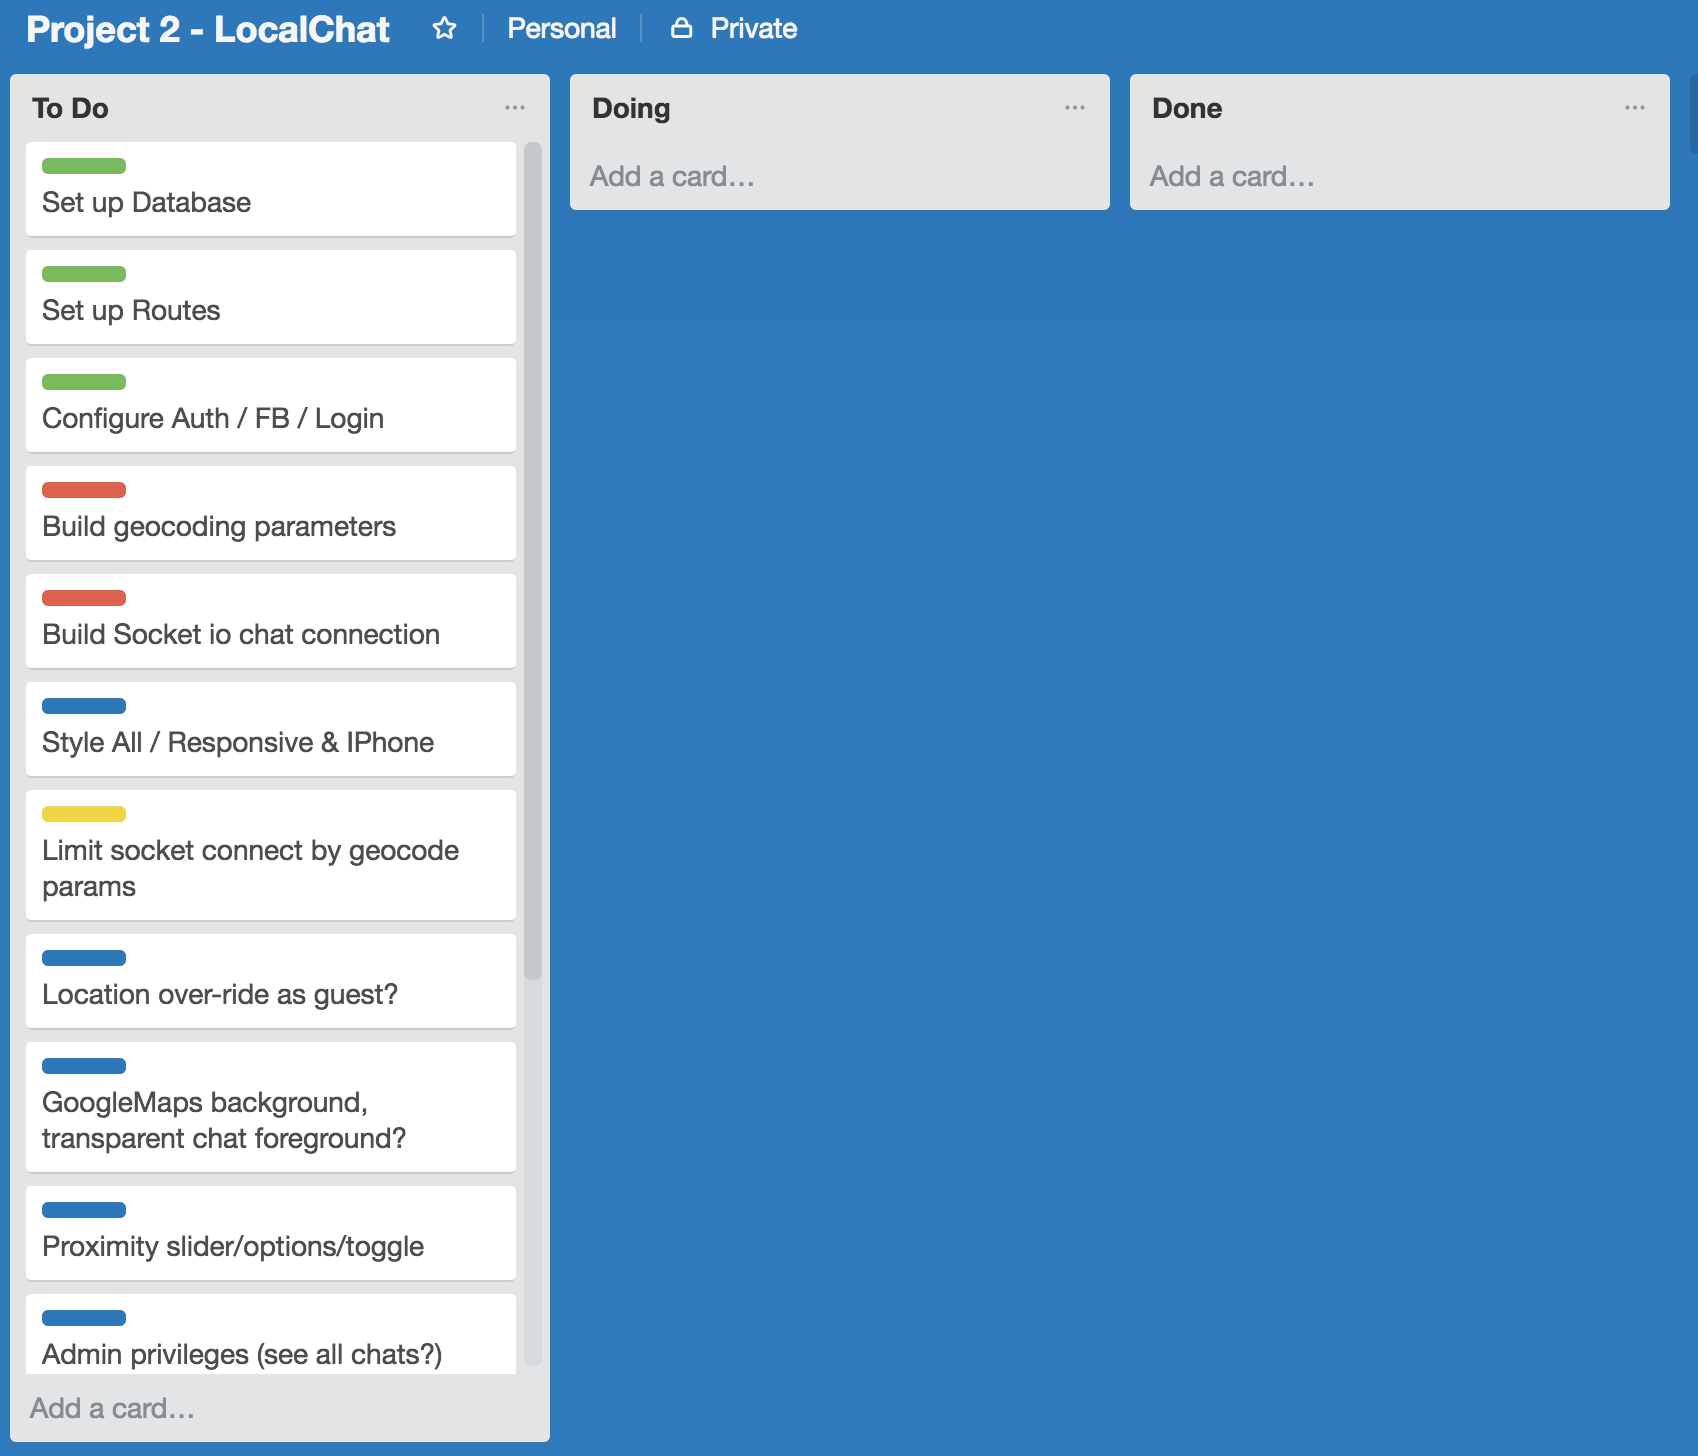 Project 2 - LocalChat Personal Private
To Do
Set up Database
Set up Routes
Configure Auth / FB / Login
Build geocoding parameters
Build Socket io chat connection
Style All / Responsive & IPhone
Limit socket connect by geocode
params
Location over-ride as guest?
GoogleMaps background,
transparent chat foreground?
Proximity slider/options/toggle
Admin privileges (see all chats?)
Add a card…
Doing
Add a card…
Done
Add a card…